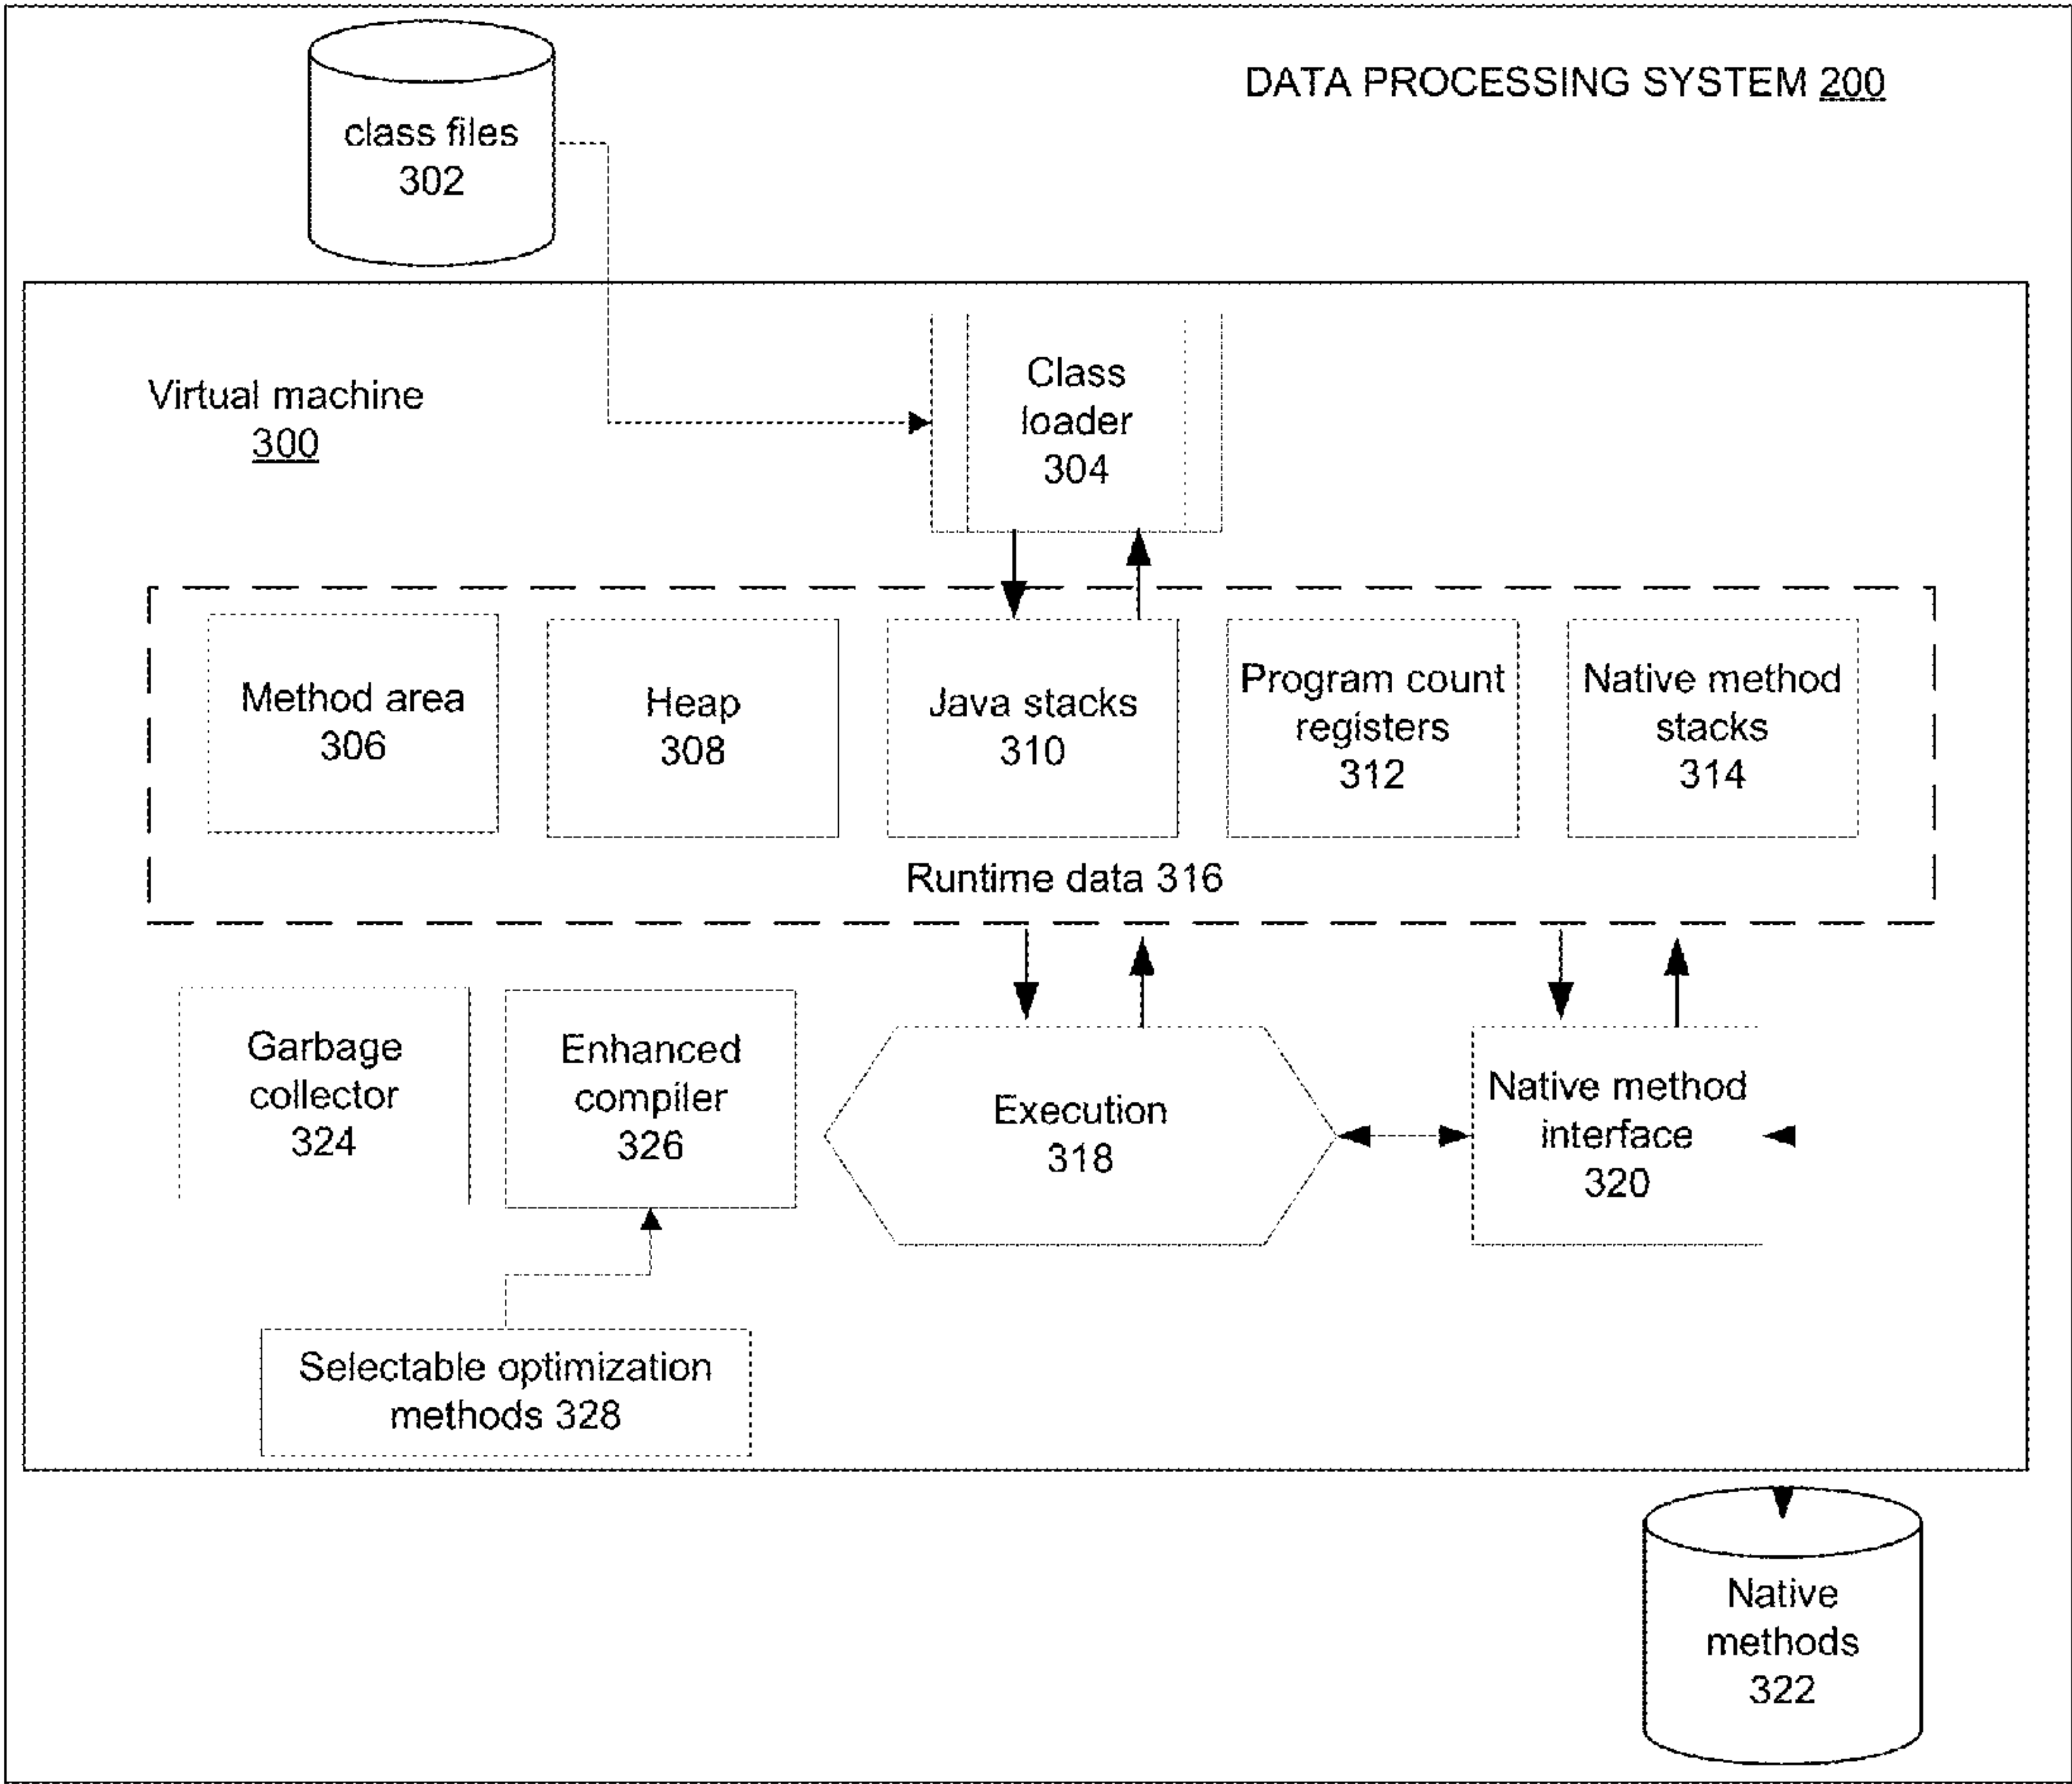 DATA PROCESSING SYSTEM 200
class files
302
Virtual machine
300
Class
loader
304
Method area
306
Heap
308
Java stacks
310
Program count
registers
312
Native method
stacks
314
Runtime data 316
Garbage
collector
324
Enhanced
compiler
326
Execution
318
Native method
interface
320
Selectable optimization
methods 328
Native
methods
322